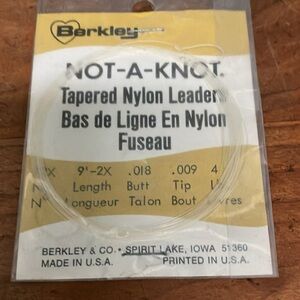 Berkley
NOT-A-KNOT
Tapered Nylon Leaders
Bas de Ligne En Nylon
Fuseau
9'-2X .018 .009 4
Length Butt Tip
Longueur Talon Bout
BERKLEY & CO. • SPIRIT LAKE, IOWA 51360
MADE IN U.S.A. PRINTED IN U.S.A.